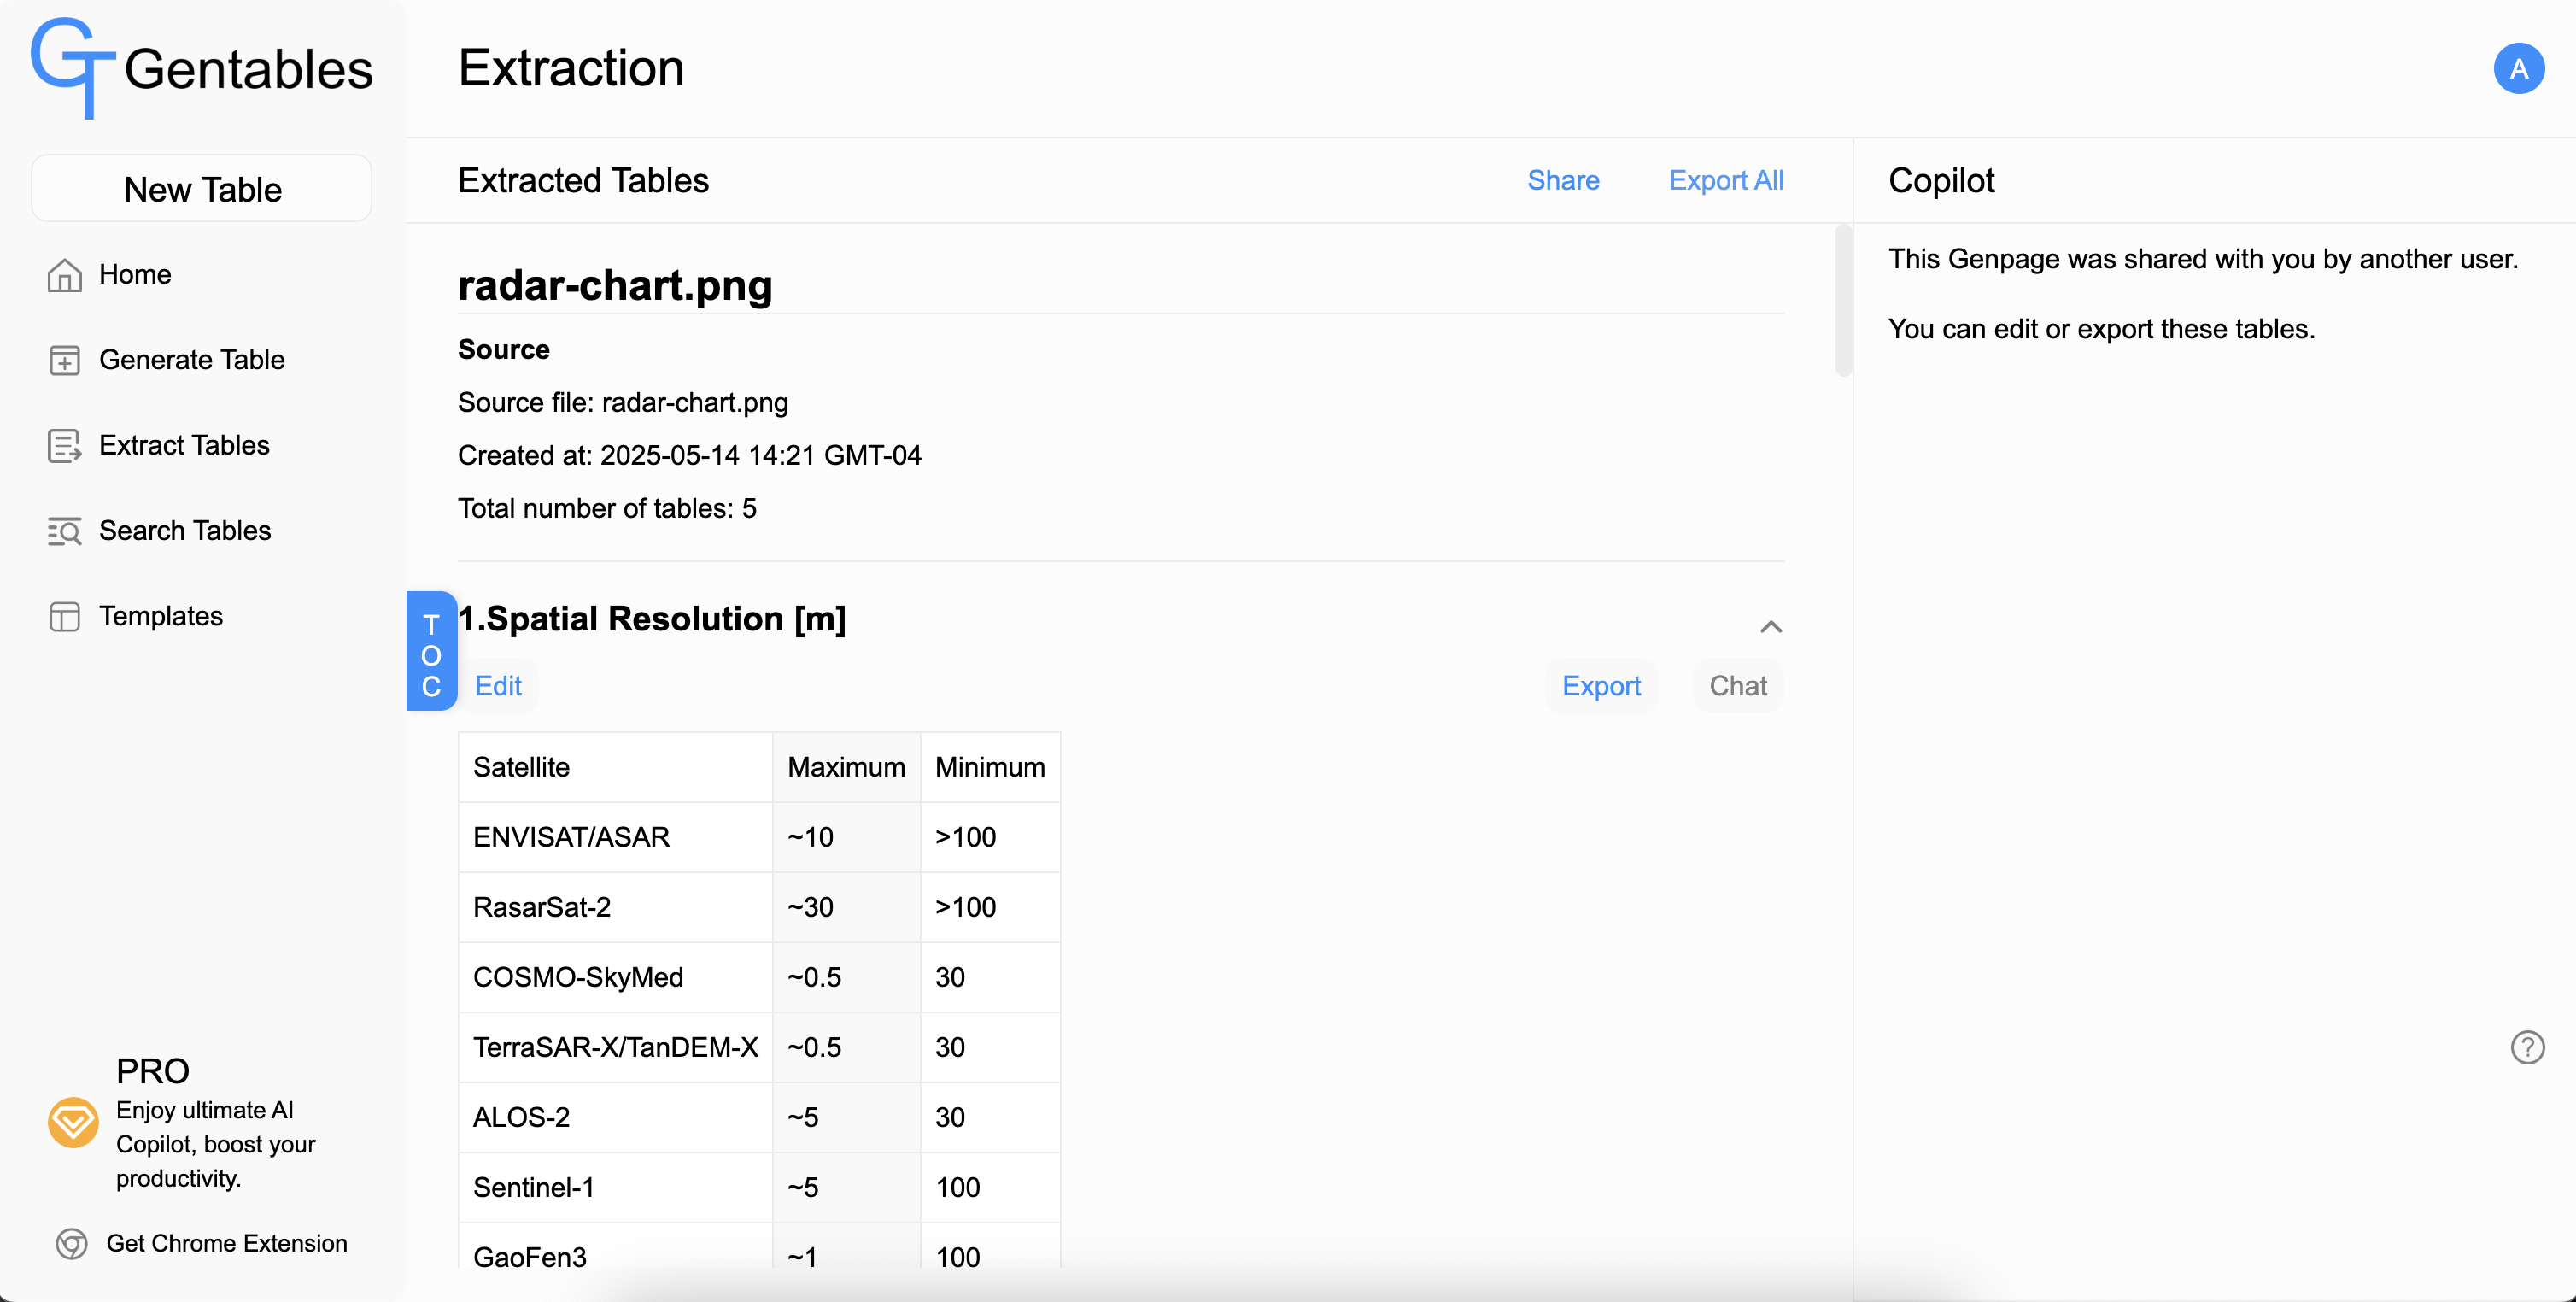 GT Gentables
New Table
Home
Generate Table
Extract Tables
Search Tables
Templates
PRO
Enjoy ultimate AI
Copilot, boost your
productivity.
Get Chrome Extension
Extraction
A
Extracted Tables Share Export All
radar-chart.png
Source
Source file: radar-chart.png
Created at: 2025-05-14 14:21 GMT-04
Total number of tables: 5
T
O
C
1.Spatial Resolution [m]
Edit Export Chat
Satellite Maximum Minimum
ENVISAT/ASAR ~10 >100
RasarSat-2 ~30 >100
COSMO-SkyMed ~0.5 30
TerraSAR-X/TanDEM-X ~0.5 30
ALOS-2 ~5 30
Sentinel-1 ~5 100
GaoFen3 ~1 100
Copilot
This Genpage was shared with you by another user.
You can edit or export these tables.
?